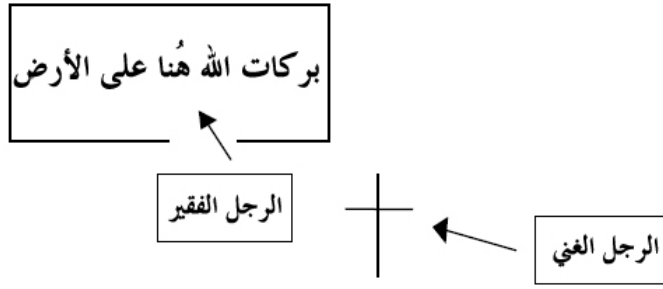 بركات الله هُنا على الأرض
الرجل الفقير
الرجل الغني